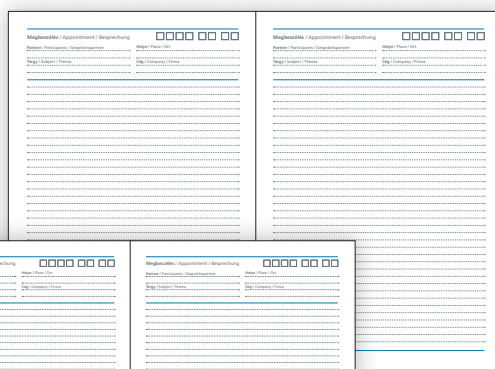 Megbeszélés / Appointment / Besprechung
Partner / Participants / Gesprächspartner
Helye / Place / Ort
Tárgy / Subject / Thema
Cég / Company / Firma
Megbeszélés / Appointment / Besprechung
Partner / Participants / Gesprächspartner
Helye / Place / Ort
Tárgy / Subject / Thema
Cég / Company / Firma
chung
Helye / Place / Ort
Cég / Company / Firma
Megbeszélés / Appointment / Besprechung
Partner / Participants / Gesprächspartner
Helye / Place / Ort
Tárgy / Subject / Thema
Cég / Company / Firma